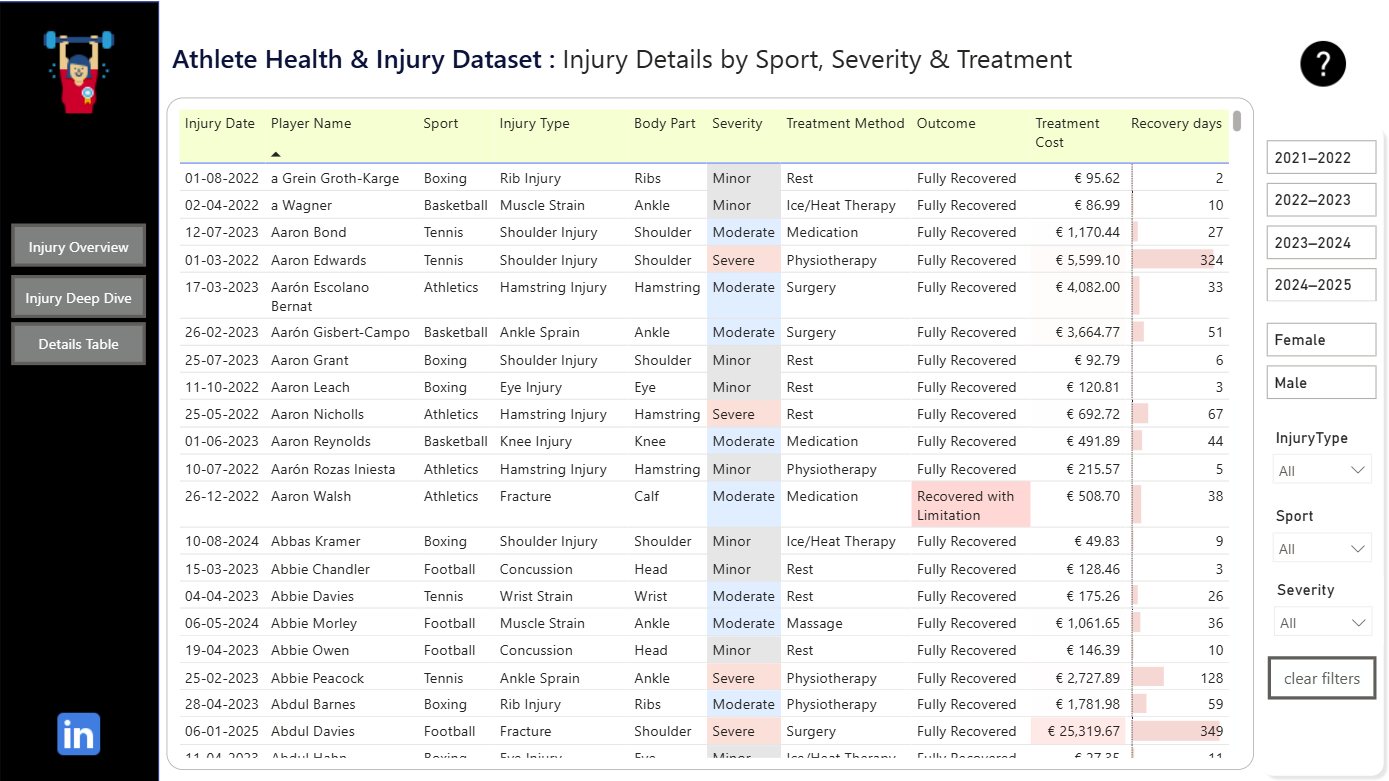 Athlete Health & Injury Dataset : Injury Details by Sport, Severity & Treatment
?
Injury Overview
Injury Deep Dive
Details Table
in
Injury Date Player Name Sport Injury Type Body Part Severity Treatment Method Outcome Treatment Recovery days
Cost
01-08-2022 a Grein Groth-Karge Boxing Rib Injury Ribs Minor Rest Fully Recovered € 95.62 2
02-04-2022 a Wagner Basketball Muscle Strain Ankle Minor Ice/Heat Therapy Fully Recovered € 86.99 10
12-07-2023 Aaron Bond Tennis Shoulder Injury Shoulder Moderate Medication Fully Recovered € 1,170.44 27
01-03-2022 Aaron Edwards Tennis Shoulder Injury Shoulder Severe Physiotherapy Fully Recovered € 5,599.10 324
17-03-2023 Aarón Escolano Athletics Hamstring Injury Hamstring Moderate Surgery Fully Recovered € 4,082.00 33
Bernat
26-02-2023 Aarón Gisbert-Campo Basketball Ankle Sprain Ankle Moderate Surgery Fully Recovered € 3,664.77 51
25-07-2023 Aaron Grant Boxing Shoulder Injury Shoulder Minor Rest Fully Recovered € 92.79 6
11-10-2022 Aaron Leach Boxing Eye Injury Eye Minor Rest Fully Recovered € 120.81 3
25-05-2022 Aaron Nicholls Athletics Hamstring Injury Hamstring Severe Rest Fully Recovered € 692.72 67
01-06-2023 Aaron Reynolds Basketball Knee Injury Knee Moderate Medication Fully Recovered € 491.89 44
10-07-2022 Aarón Rozas Iniesta Athletics Hamstring Injury Hamstring Minor Physiotherapy Fully Recovered € 215.57 5
26-12-2022 Aaron Walsh Athletics Fracture Calf Moderate Medication Recovered with € 508.70 38
Limitation
10-08-2024 Abbas Kramer Boxing Shoulder Injury Shoulder Minor Ice/Heat Therapy Fully Recovered € 49.83 9
15-03-2023 Abbie Chandler Football Concussion Head Minor Rest Fully Recovered € 128.46 3
04-04-2023 Abbie Davies Tennis Wrist Strain Wrist Moderate Rest Fully Recovered € 175.26 26
06-05-2024 Abbie Morley Football Muscle Strain Ankle Moderate Massage Fully Recovered € 1,061.65 36
19-04-2023 Abbie Owen Football Concussion Head Minor Rest Fully Recovered € 146.39 10
25-02-2023 Abbie Peacock Tennis Ankle Sprain Ankle Severe Physiotherapy Fully Recovered € 2,727.89 128
28-04-2023 Abdul Barnes Boxing Rib Injury Ribs Moderate Physiotherapy Fully Recovered € 1,781.98 59
06-01-2025 Abdul Davies Football Fracture Shoulder Severe Surgery Fully Recovered € 25,319.67 349
2021–2022
2022–2023
2023–2024
2024–2025
Female
Male
InjuryType
All
Sport
All
Severity
All
clear filters